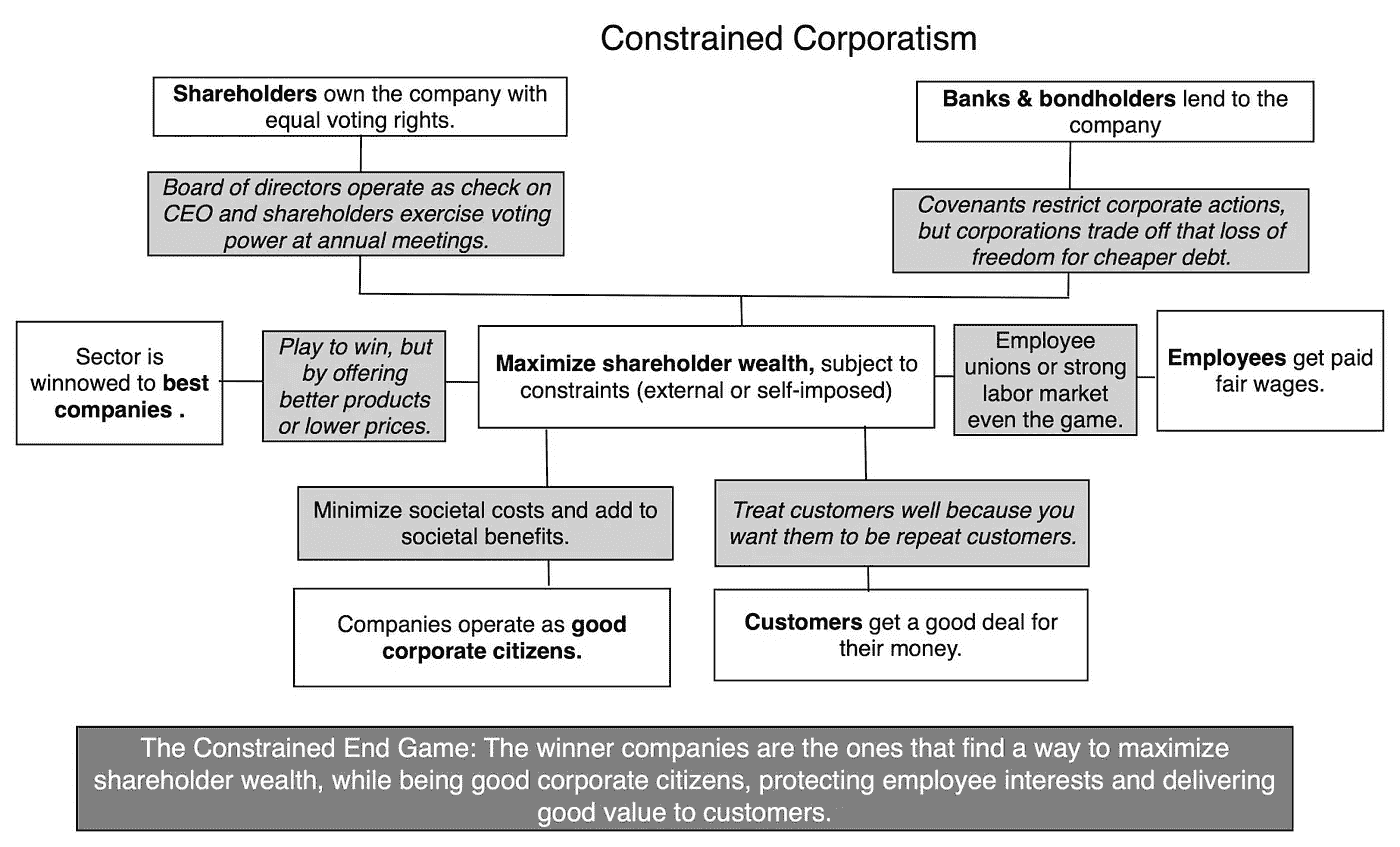 Constrained Corporatism
Shareholders own the company with
equal voting rights.
Banks & bondholders lend to the
company
Board of directors operate as check on
CEO and shareholders exercise voting
power at annual meetings.
Covenants restrict corporate actions,
but corporations trade off that loss of
freedom for cheaper debt.
Sector is
winnowed to best
companies .
Play to win, but
by offering
better products
or lower prices.
Maximize shareholder wealth, subject to
constraints (external or self-imposed)
Employee
unions or strong
labor market
even the game.
Employees get paid
fair wages.
Minimize societal costs and add to
societal benefits.
Treat customers well because you
want them to be repeat customers.
Companies operate as good
corporate citizens.
Customers get a good deal for
their money.
The Constrained End Game: The winner companies are the ones that find a way to maximize
shareholder wealth, while being good corporate citizens, protecting employee interests and delivering
good value to customers.